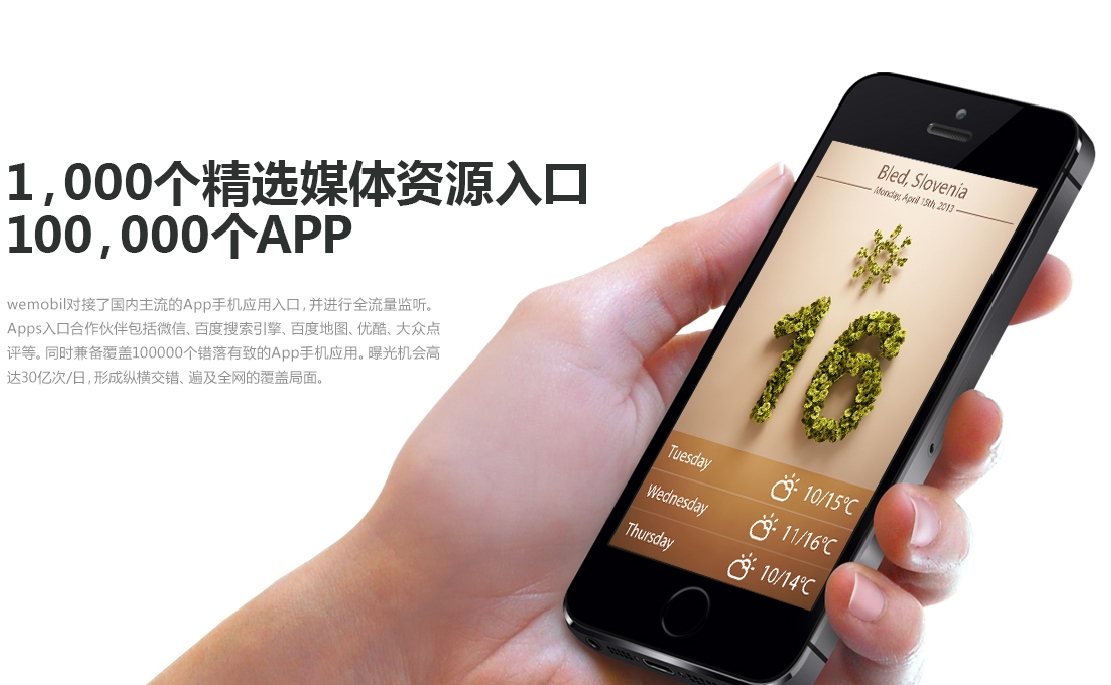 1,000个精选媒体资源入口
100,000个APP
wemobil对接了国内主流的App手机应用入口，并进行全流量监听。
Apps入口合作伙伴包括微信、百度搜索引擎、百度地图、优酷、大众点
评等。同时兼备覆盖100000个错落有致的App手机应用。曝光机会高
达30亿次/日，形成纵横交错、遍及全网的覆盖局面。
Bled, Slovenia
Monday, April 15th, 2013
16
Tuesday 10/15℃
Wednesday 11/16℃
Thursday 10/14℃